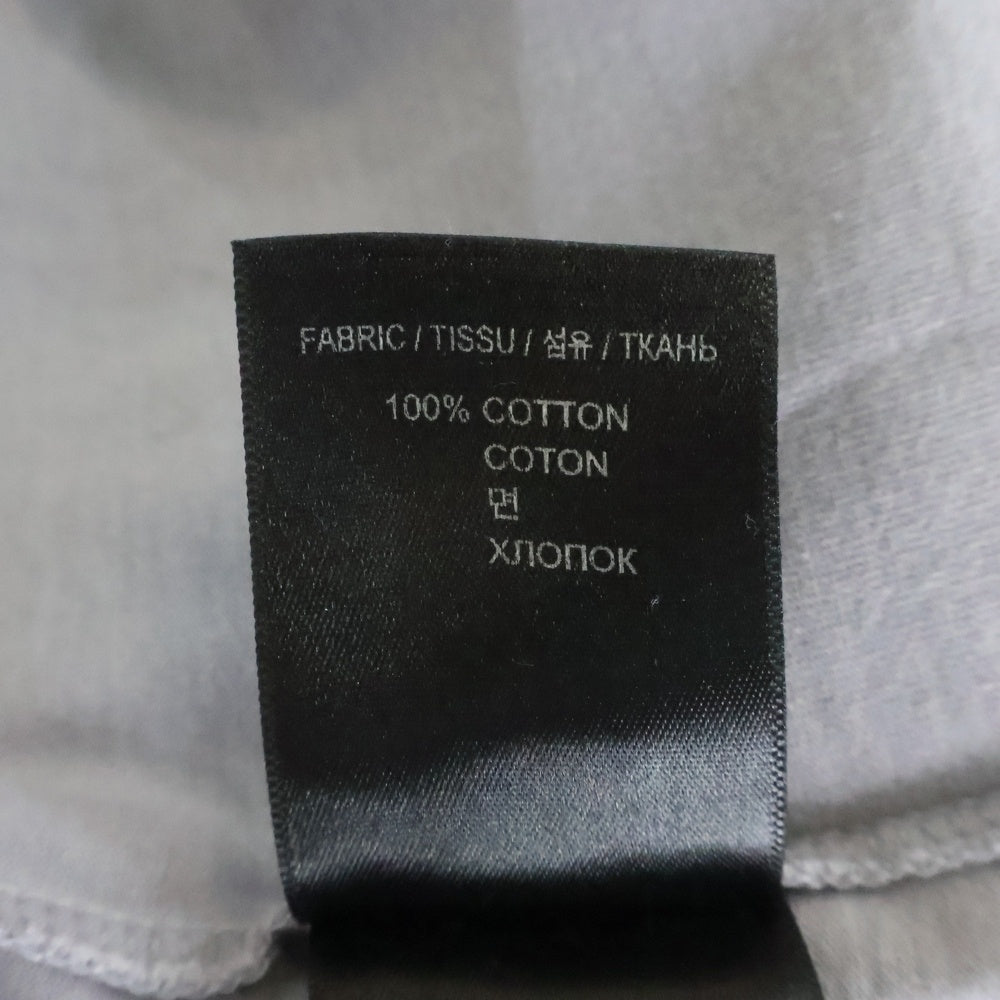 FABRIC / TISSU / 섬유 / ТКАНЬ
100% COTTON
COTON
면
ХЛОПОК